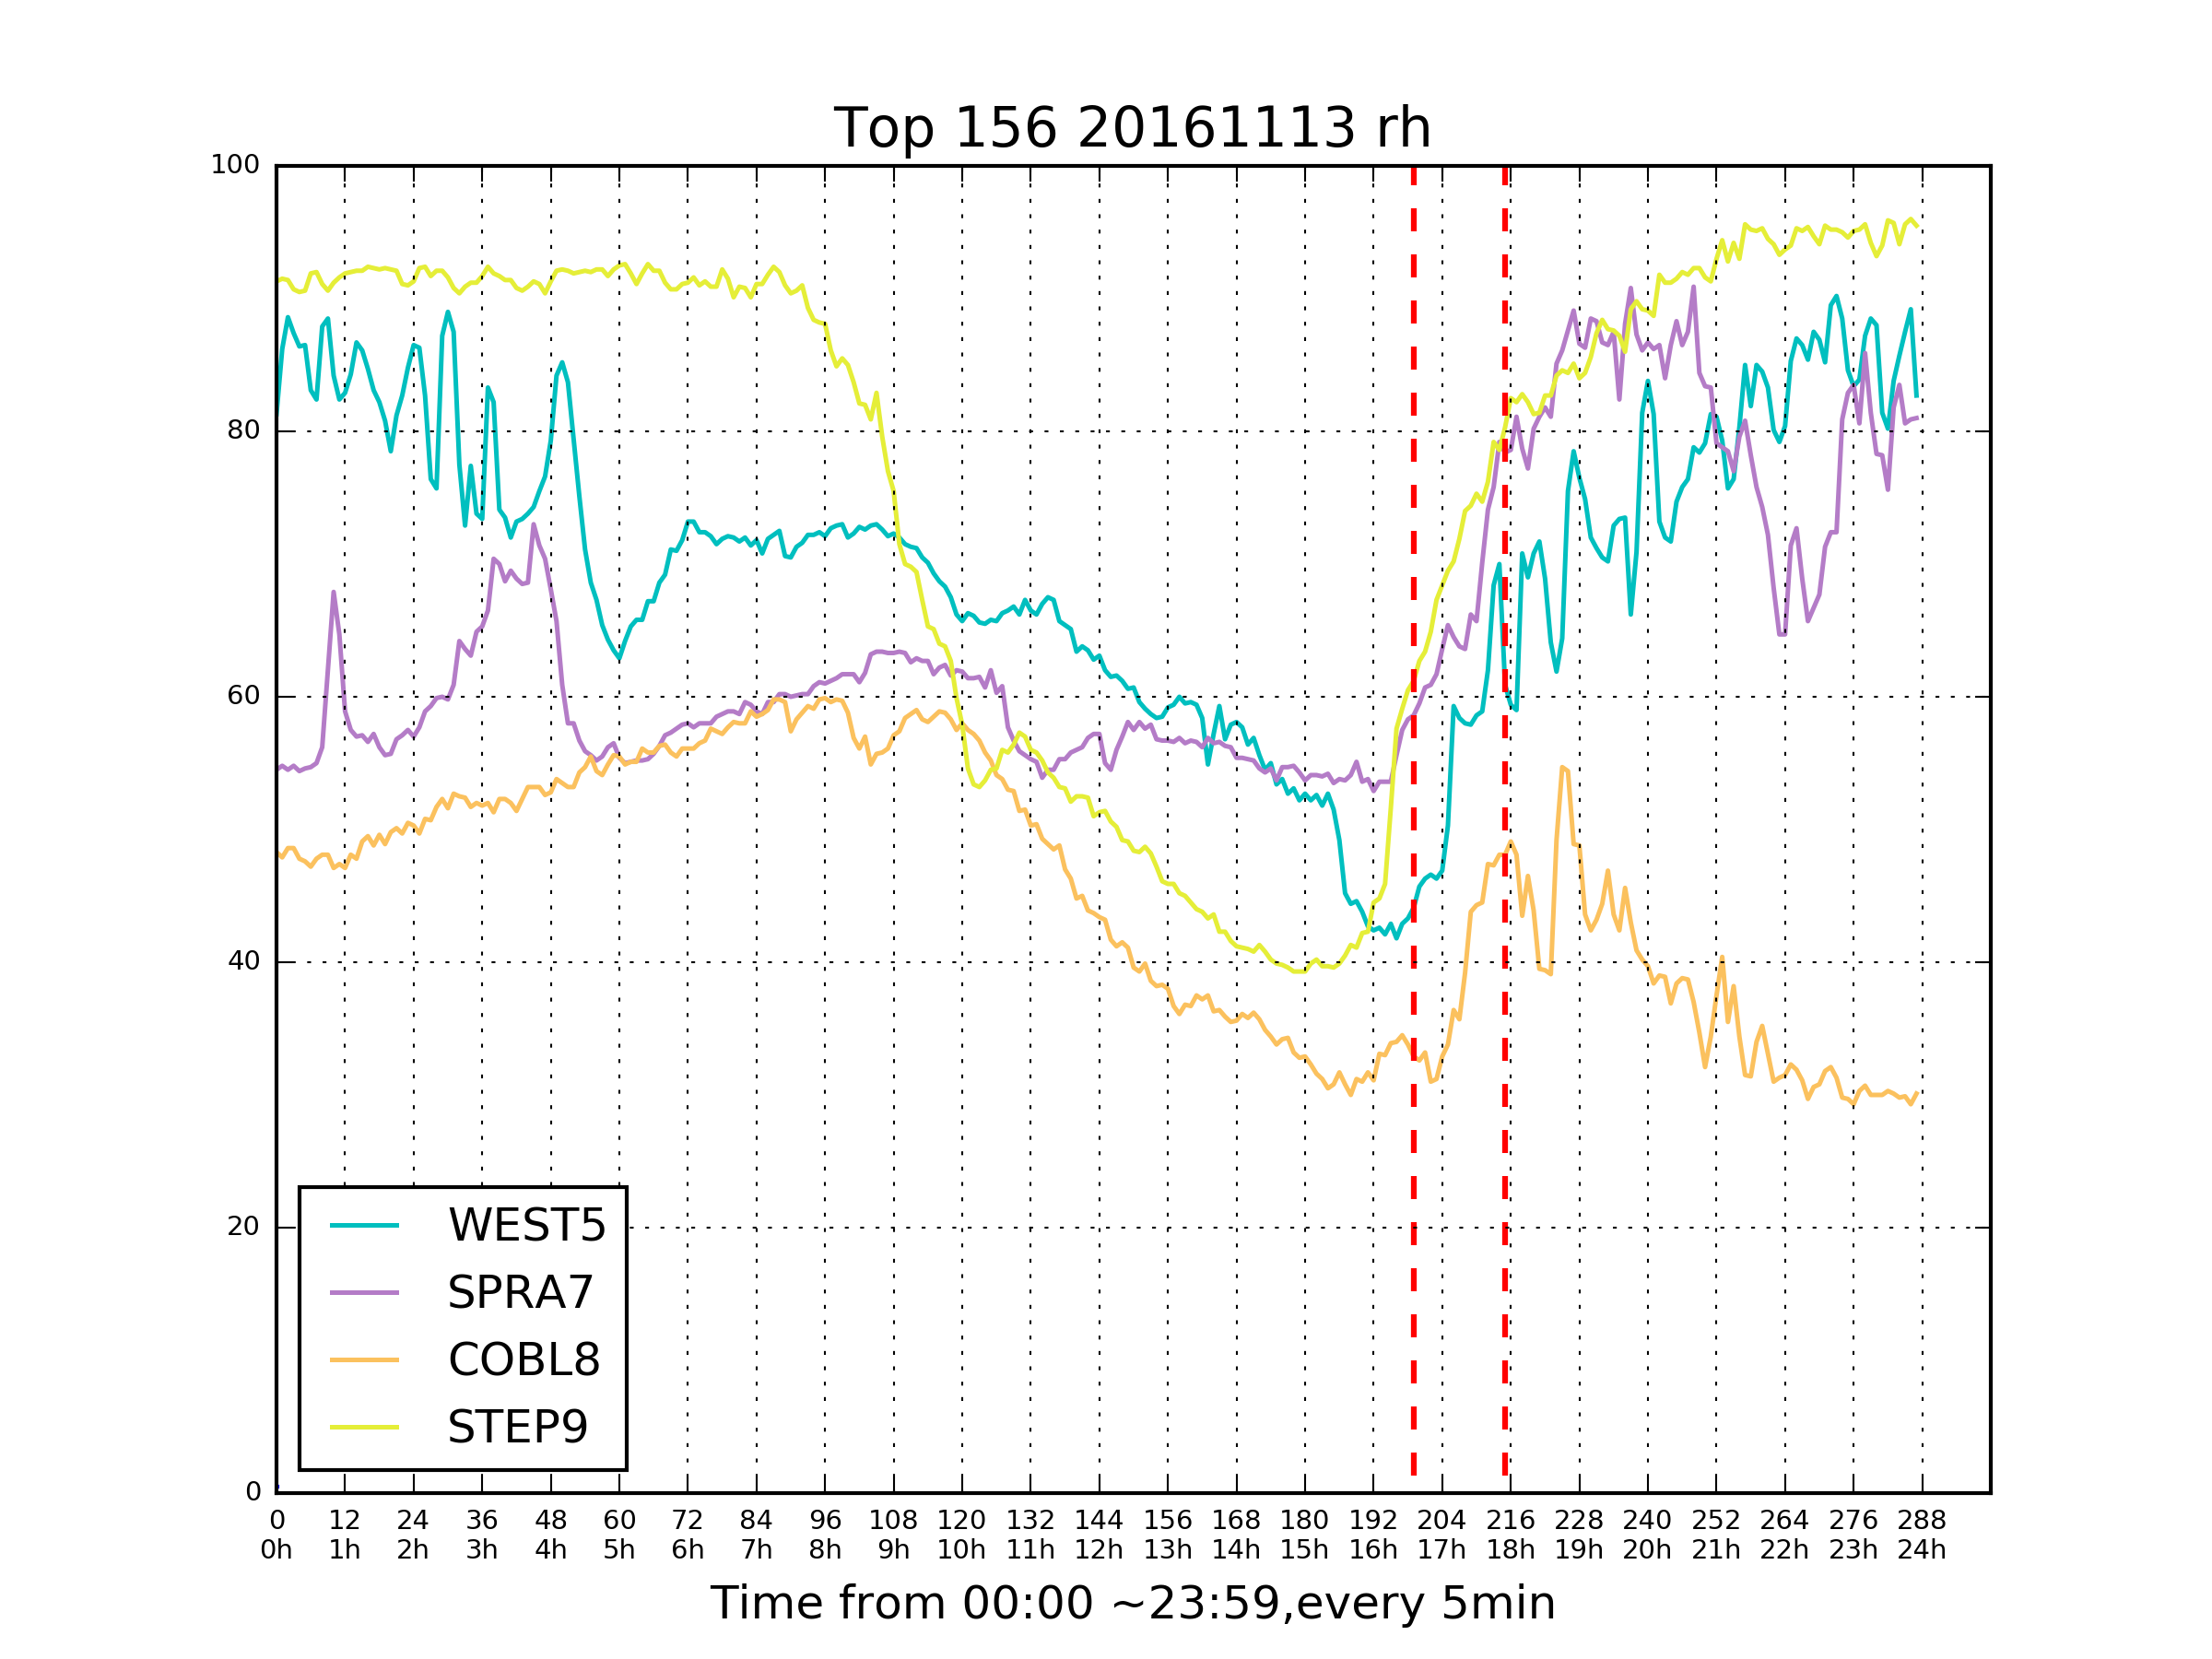 Top 156 20161113 rh
100
80
60
40
20
0
0 12 24 36 48 60 72 84 96 108 120 132 144 156 168 180 192 204 216 228 240 252 264 276 288
0h 1h 2h 3h 4h 5h 6h 7h 8h 9h 10h 11h 12h 13h 14h 15h 16h 17h 18h 19h 20h 21h 22h 23h 24h
Time from 00:00 ~23:59,every 5min
WEST5
SPRA7
COBL8
STEP9